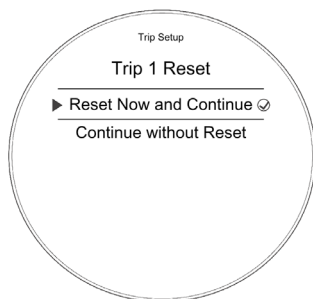 Trip Setup
Trip 1 Reset
Reset Now and Continue
Continue without Reset